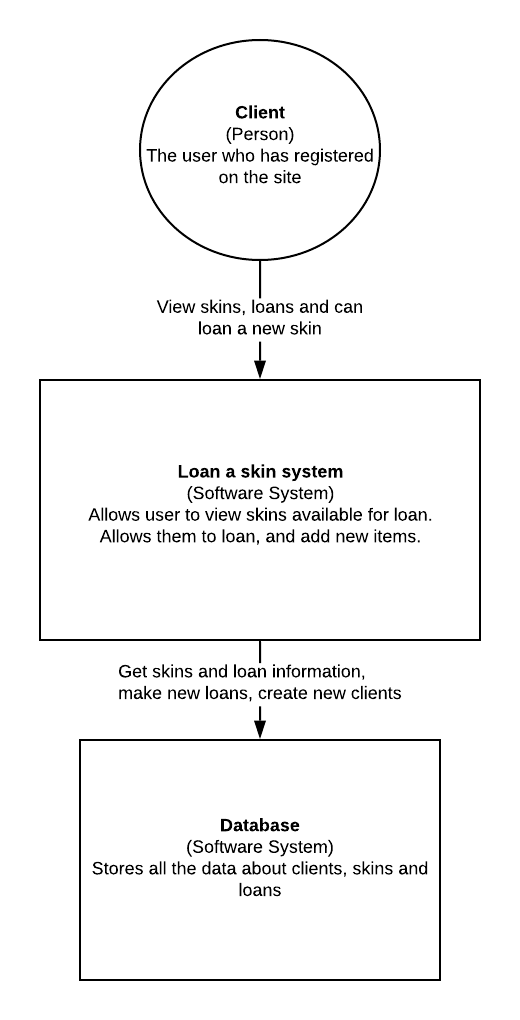 Client
(Person)
The user who has registered
on the site
View skins, loans and can
loan a new skin
Loan a skin system
(Software System)
Allows user to view skins available for loan.
Allows them to loan, and add new items.
Get skins and loan information,
make new loans, create new clients
Database
(Software System)
Stores all the data about clients, skins and
loans